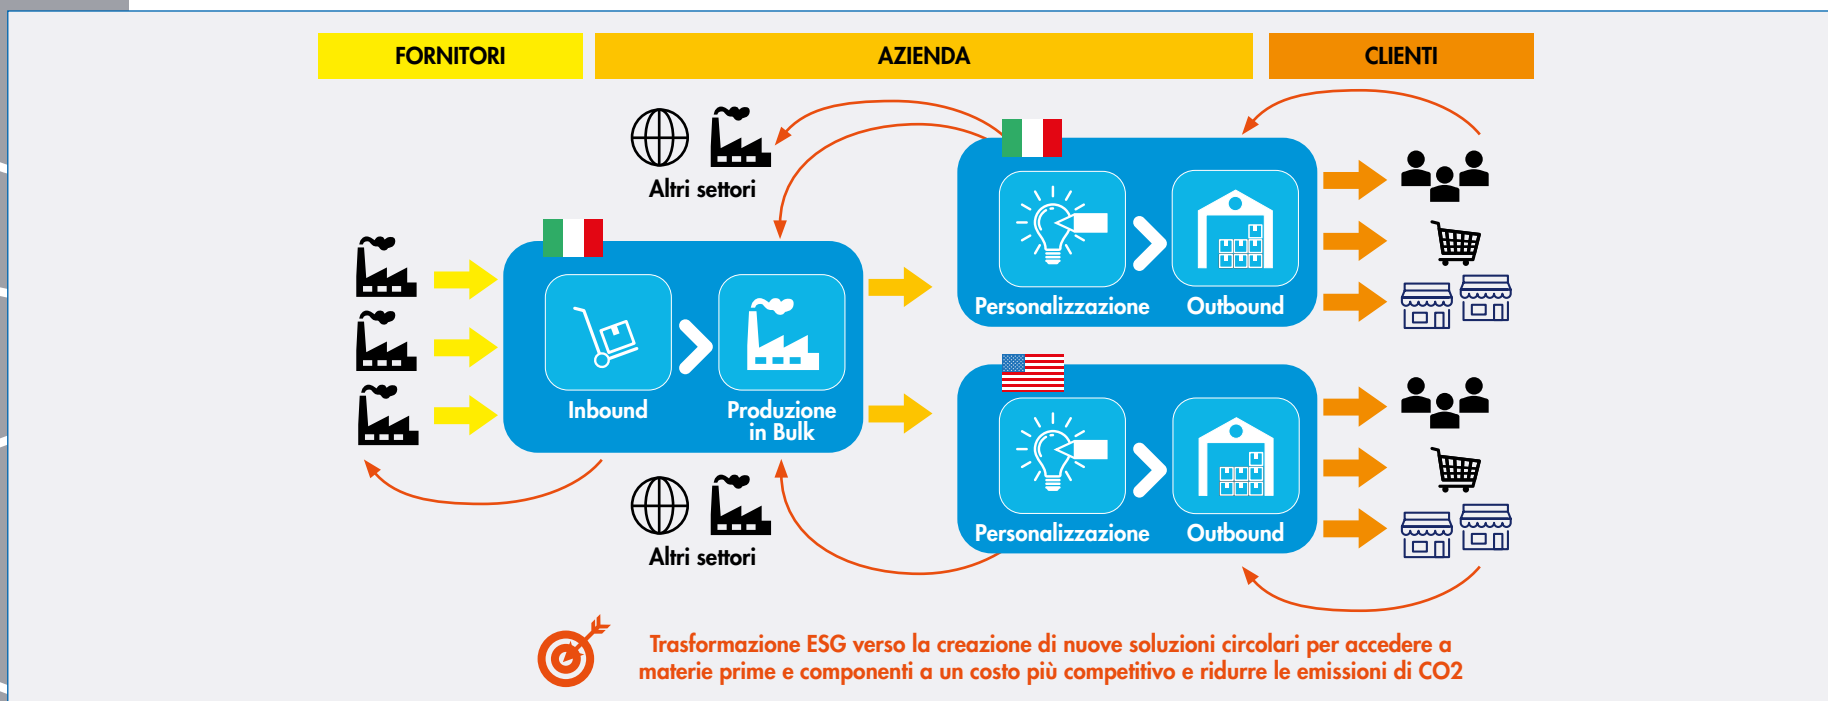 FORNITORI
AZIENDA
CLIENTI
Altri settori
Personalizzazione
Outbound
Inbound
Produzione
in Bulk
Altri settori
Personalizzazione
Outbound
Trasformazione ESG verso la creazione di nuove soluzioni circolari per accedere a
materie prime e componenti a un costo più competitivo e ridurre le emissioni di CO2